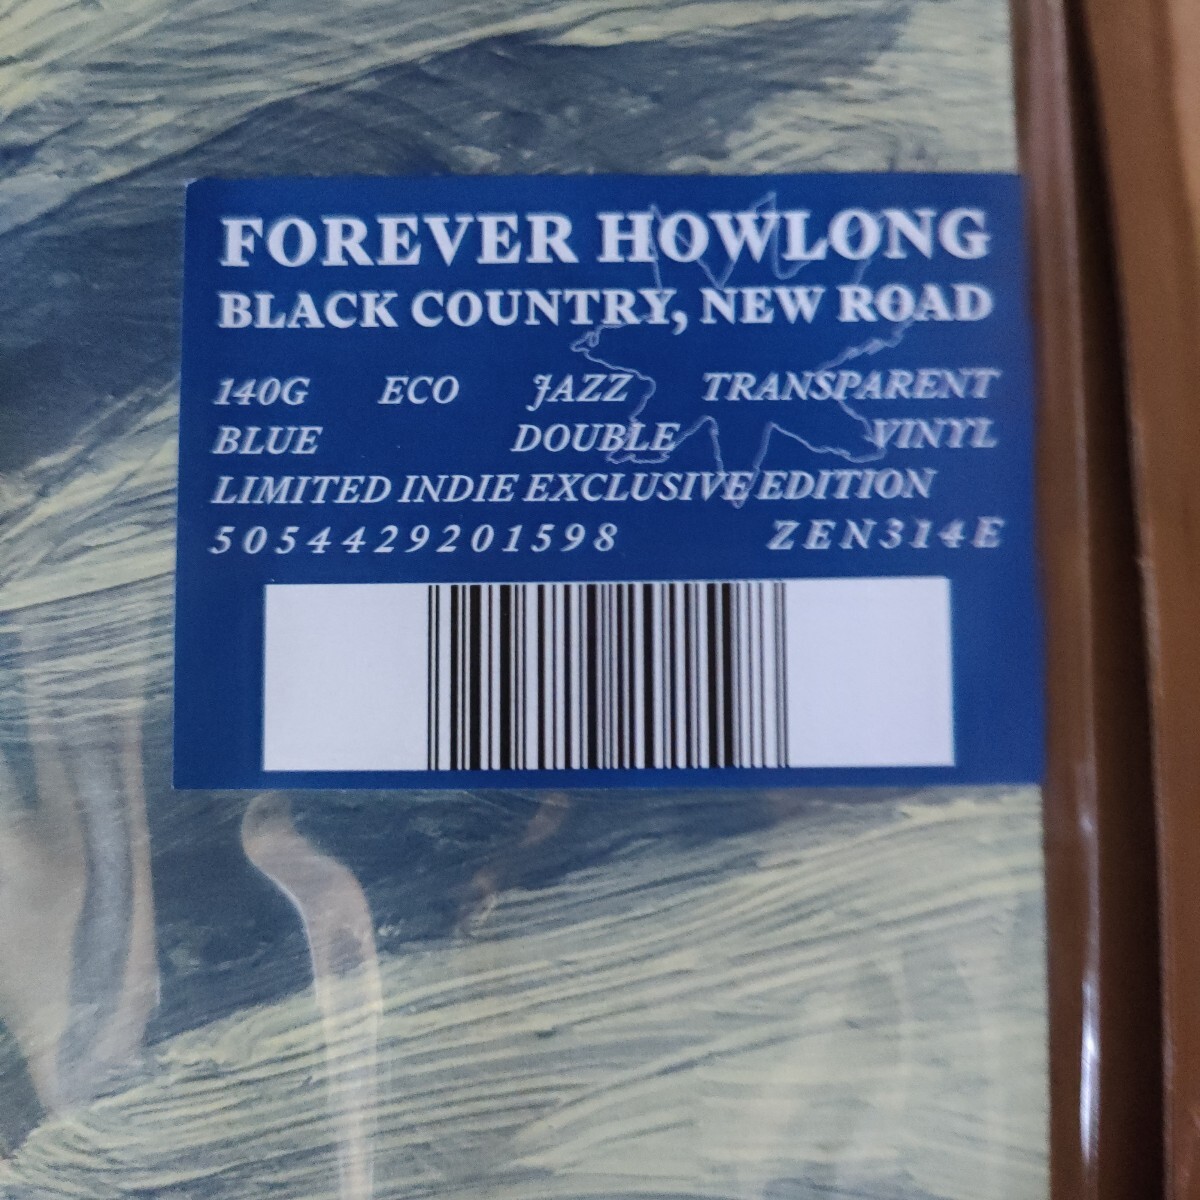 FOREVER HOWLONG
BLACK COUNTRY, NEW ROAD
140G ECO JAZZ TRANSPARENT
BLUE DOUBLE VINYL
LIMITED INDIE EXCLUSIVE EDITION
5054429201598 ZEN314E